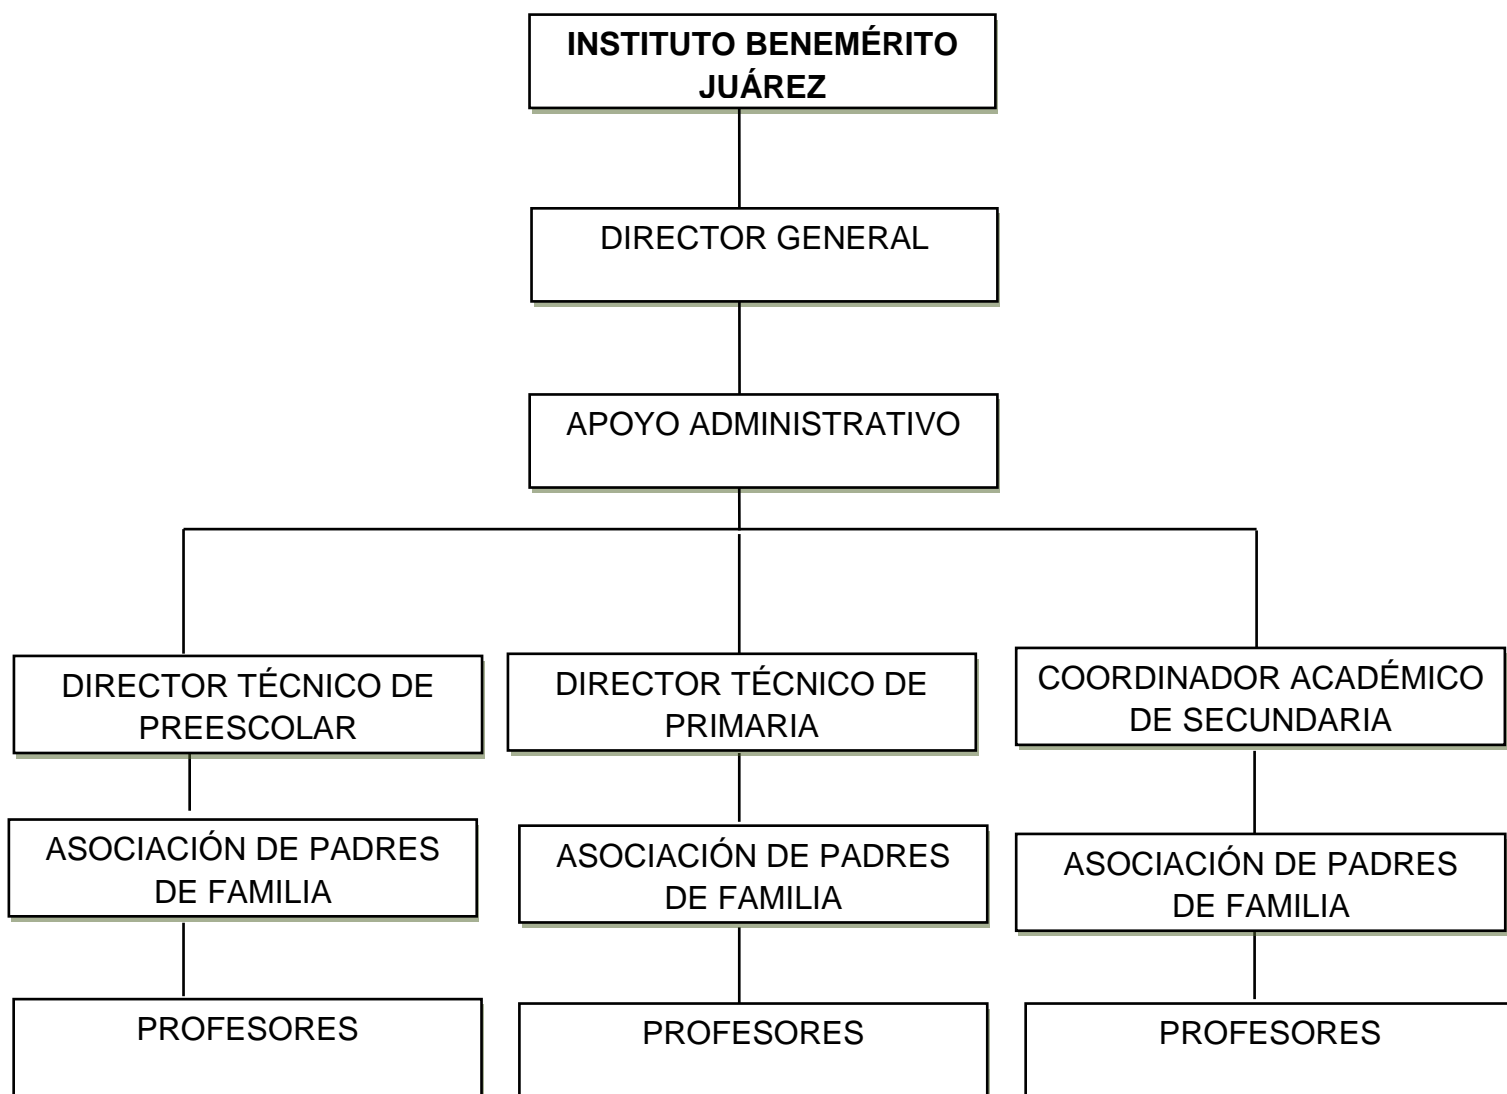 INSTITUTO BENEMÉRITO
JUÁREZ
DIRECTOR GENERAL
APOYO ADMINISTRATIVO
DIRECTOR TÉCNICO DE
PREESCOLAR
DIRECTOR TÉCNICO DE
PRIMARIA
COORDINADOR ACADÉMICO
DE SECUNDARIA
ASOCIACIÓN DE PADRES
DE FAMILIA
ASOCIACIÓN DE PADRES
DE FAMILIA
ASOCIACIÓN DE PADRES
DE FAMILIA
PROFESORES
PROFESORES
PROFESORES